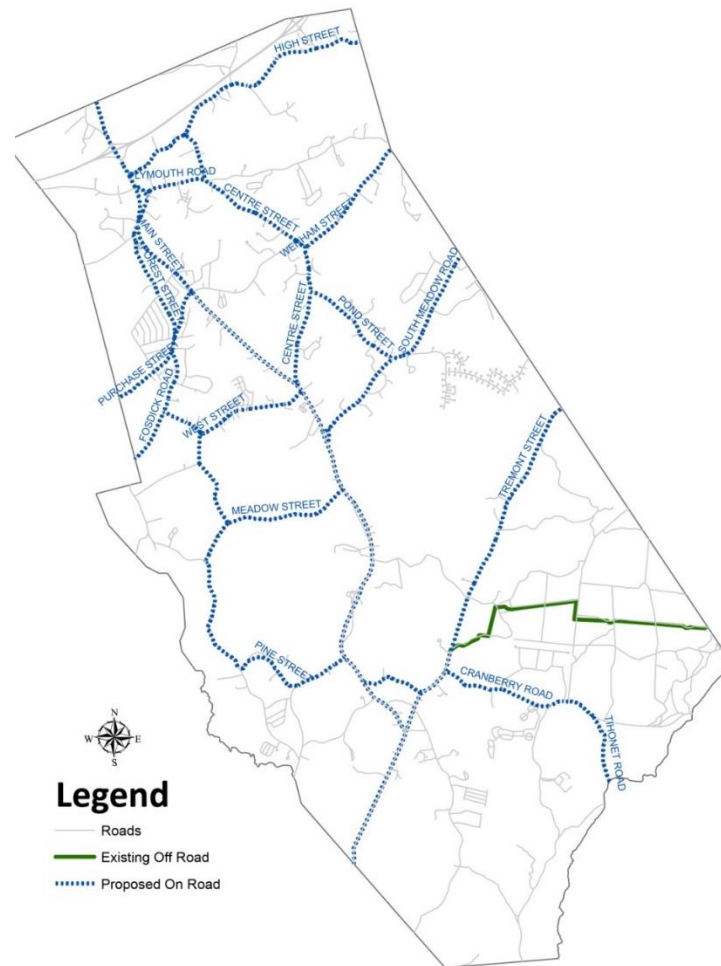 HIGH STREET
LYMOUTH ROAD
CENTRE STREET
WENHAM STREET
MAIN STREET
FOREST STREET
SOUTH MEADOW ROAD
POND STREET
CENTRE STREET
PURCHASE STREET
FOSDICK ROAD
WEST STREET
TREMONT STREET
MEADOW STREET
PINE STREET
CRANBERRY ROAD
TIHONET ROAD
N
W E
S
Legend
Roads
Existing Off Road
Proposed On Road